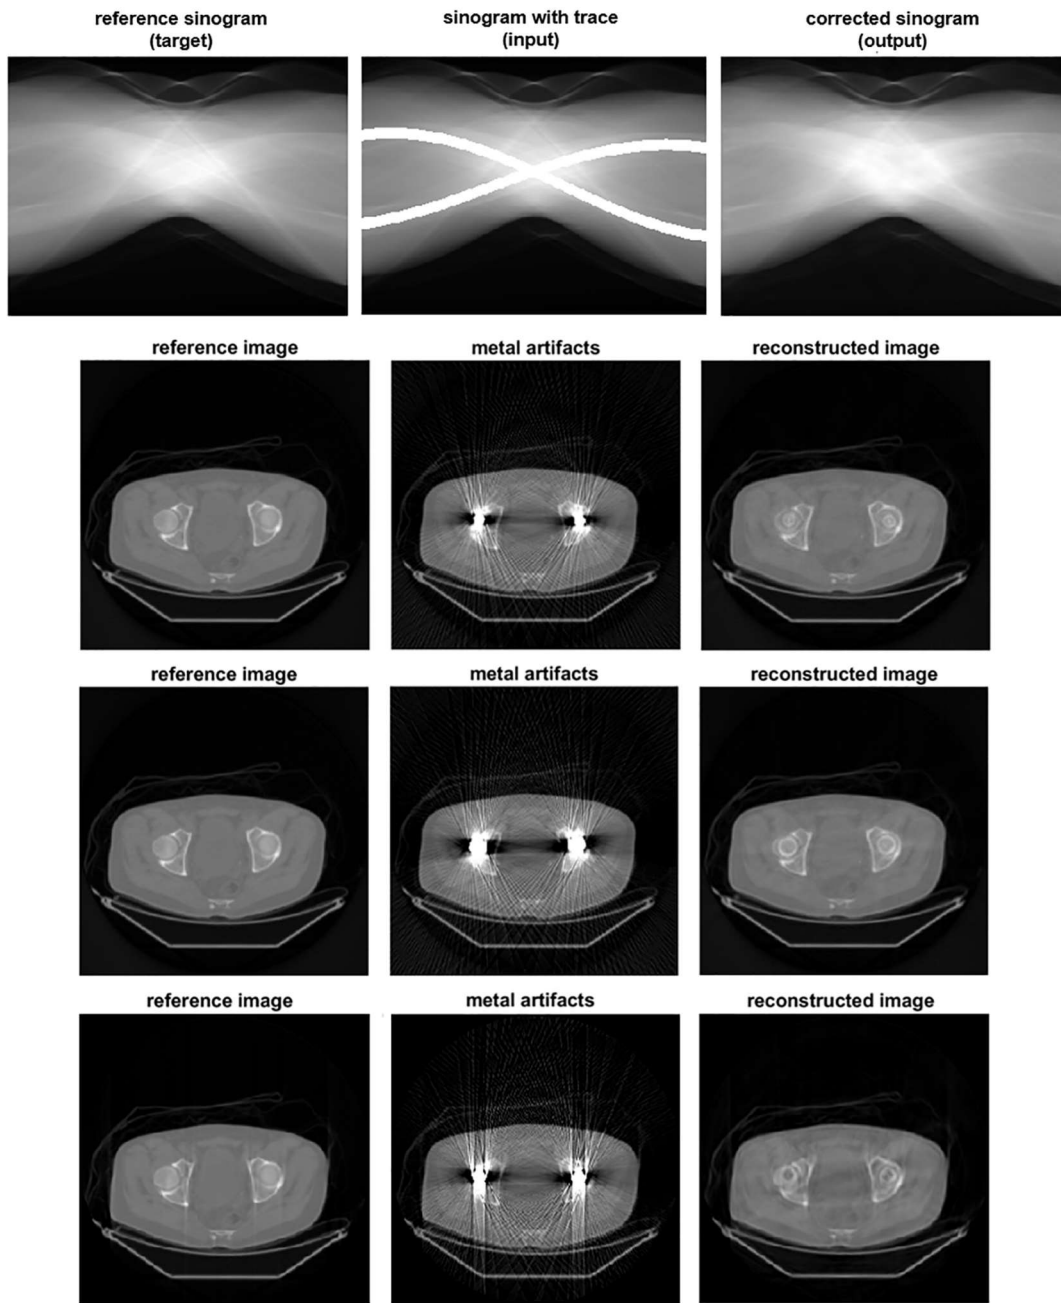 reference sinogram
(target)
sinogram with trace
(input)
corrected sinogram
(output)
reference image
metal artifacts
reconstructed image
reference image
metal artifacts
reconstructed image
reference image
metal artifacts
reconstructed image